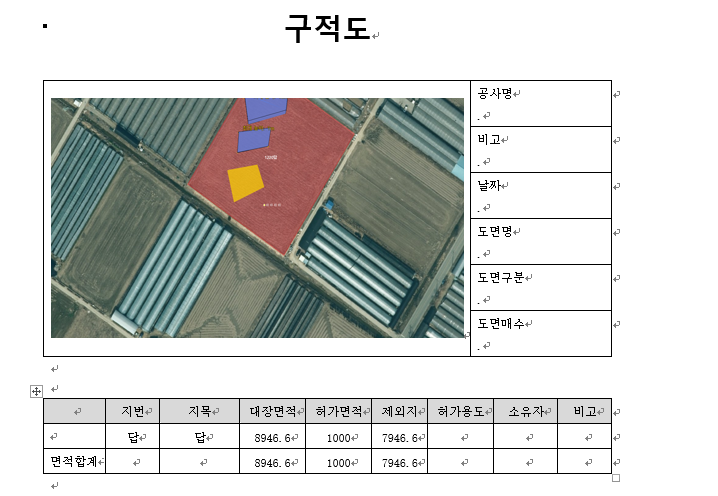 구적도
공사명
.
비고
.
날짜
.
도면명
.
도면구분
.
도면매수
.
지번 지목 대장면적 허가면적 제외지 허가용도 소유자 비고
답 답 8946.6 1000 7946.6
면적합계 8946.6 1000 7946.6